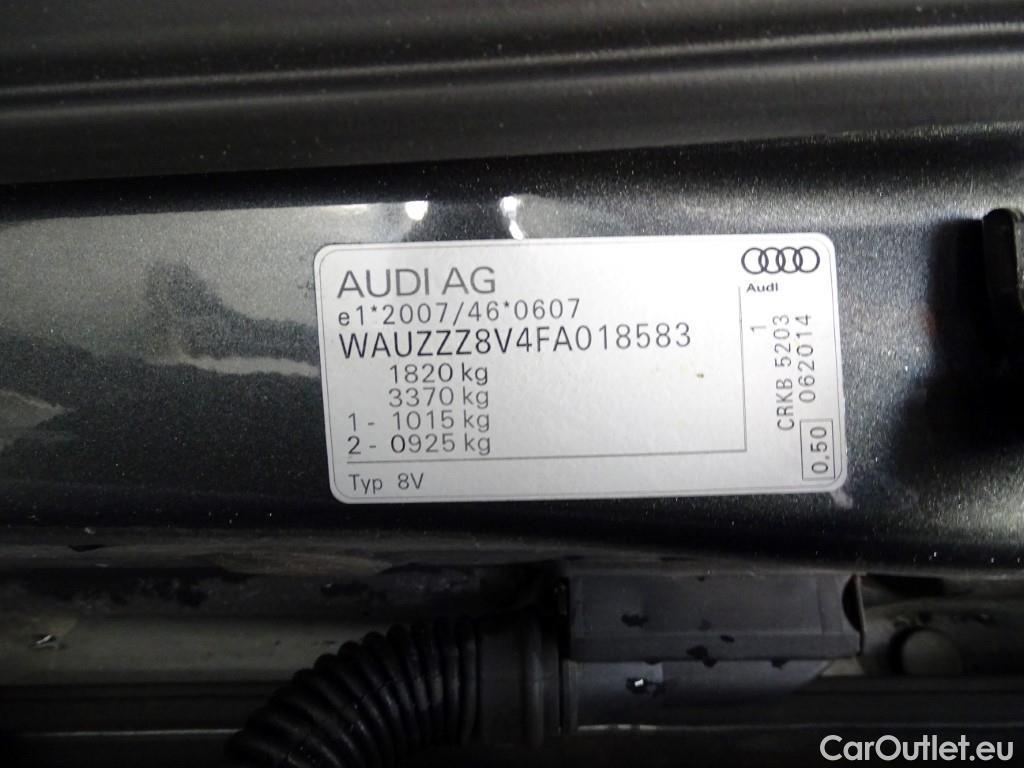 AUDI AG
e1*2007/46*0607
WAUZZZ8V4FA018583
1820 kg
3370 kg
1 - 1015 kg
2 - 0925 kg
Typ 8V
Audi
1
CRKB 5203
062014
0,50
CarOutlet.eu